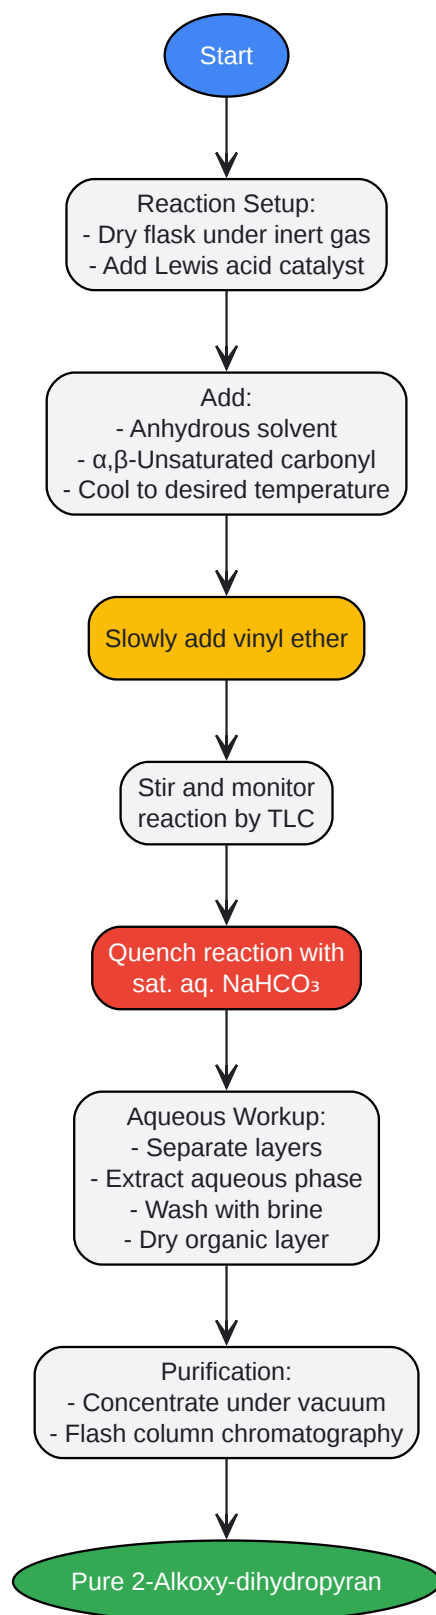 Start
Reaction Setup:
- Dry flask under inert gas
- Add Lewis acid catalyst
Add:
- Anhydrous solvent
- α,β-Unsaturated carbonyl
- Cool to desired temperature
Slowly add vinyl ether
Stir and monitor
reaction by TLC
Quench reaction with
sat. aq. NaHCO₃
Aqueous Workup:
- Separate layers
- Extract aqueous phase
- Wash with brine
- Dry organic layer
Purification:
- Concentrate under vacuum
- Flash column chromatography
Pure 2-Alkoxy-dihydropyran